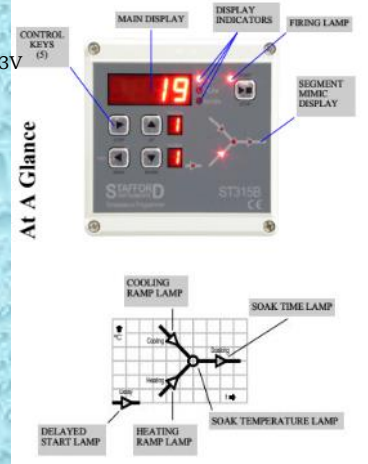 DISPLAY
INDICATORS
MAIN DISPLAY
FIRING LAMP
CONTROL
KEYS
(5)
3V
19
SEGMENT
MIMIC
DISPLAY
1
1
At A Glance
STAFFORD
INSTRUMENTS
ST315B
CE
COOLING
RAMP LAMP
SOAK TIME LAMP
°C
Cooling
Soaking
Heating
Delay
t
DELAYED
START LAMP
HEATING
RAMP LAMP
SOAK TEMPERATURE LAMP